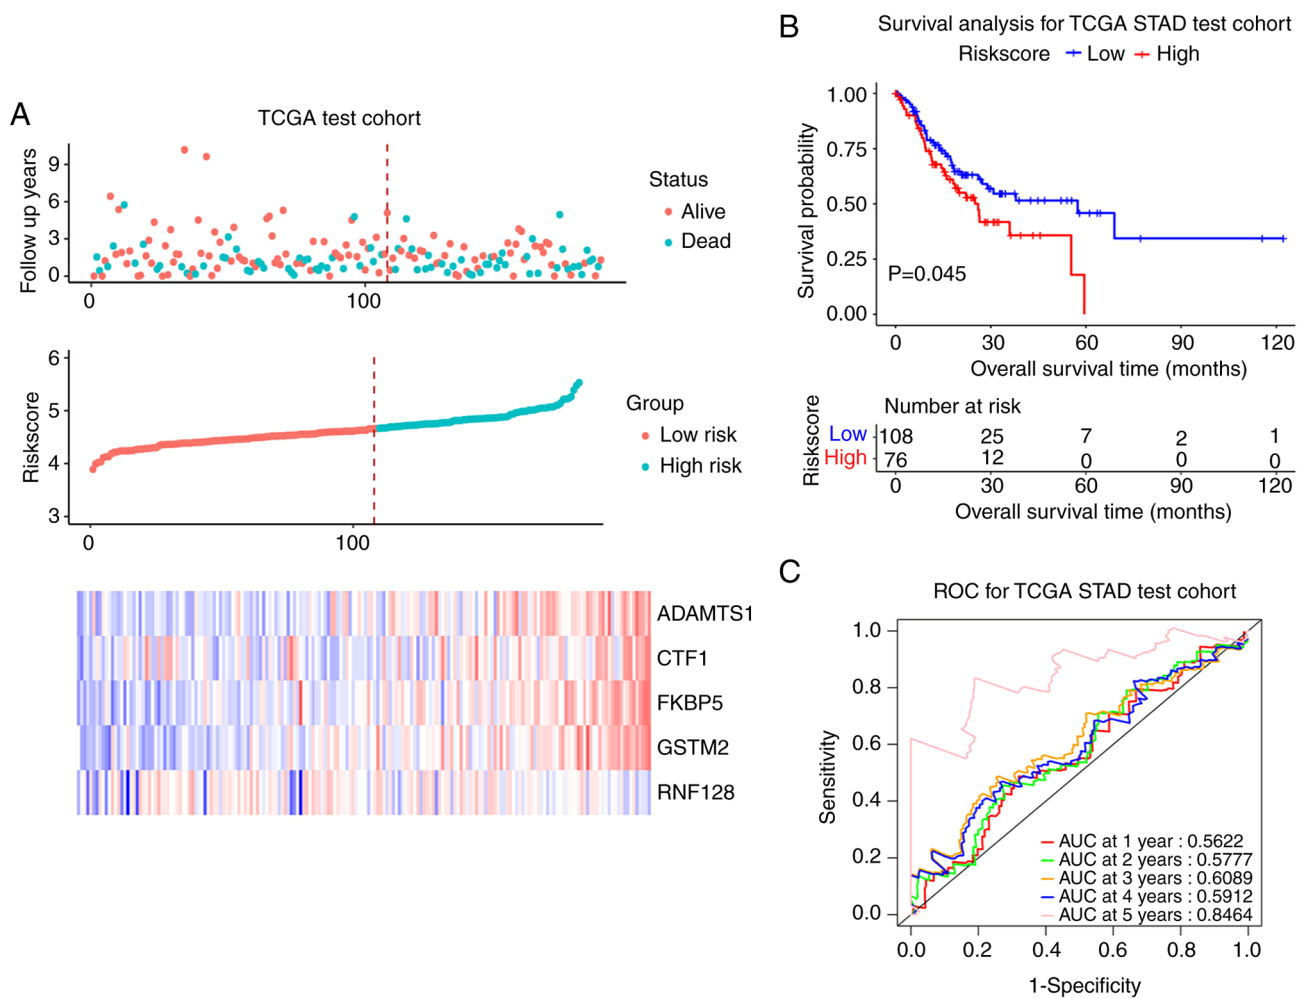 A
TCGA test cohort
Follow up years
9
6
3
0
0
100
Status
Alive
Dead
Riskscore
6
5
4
3
0
100
Group
Low risk
High risk
ADAMTS1
CTF1
FKBP5
GSTM2
RNF128
B
Survival analysis for TCGA STAD test cohort
Riskscore Low High
Survival probability
1.00
0.75
0.50
0.25
0.00
P=0.045
0 30 60 90 120
Overall survival time (months)
Number at risk
Riskscore
Low 108 25 7 2 1
High 76 12 0 0 0
0 30 60 90 120
Overall survival time (months)
C
ROC for TCGA STAD test cohort
Sensitivity
1.0
0.8
0.6
0.4
0.2
0.0
AUC at 1 year : 0.5622
AUC at 2 years : 0.5777
AUC at 3 years : 0.6089
AUC at 4 years : 0.5912
AUC at 5 years : 0.8464
0.0 0.2 0.4 0.6 0.8 1.0
1-Specificity